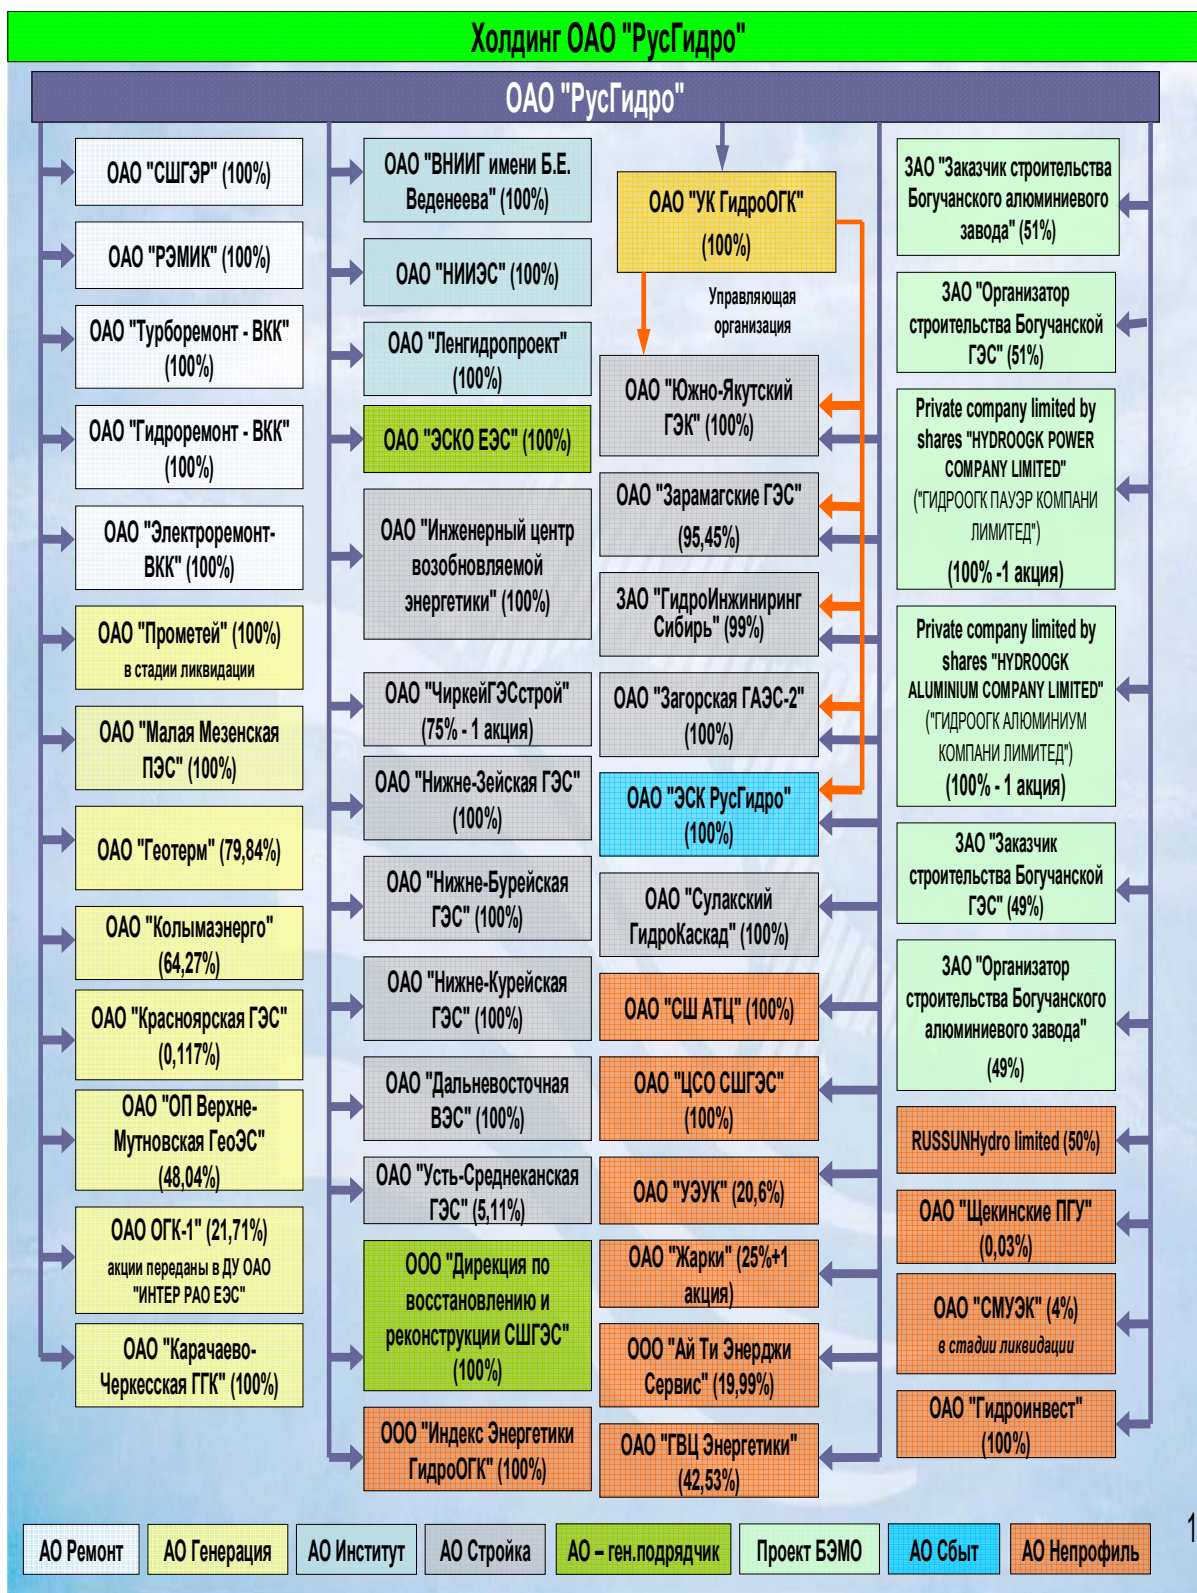 Холдинг ОАО "РусГидро"
ОАО "РусГидро"
ОАО "СШГЭР" (100%)
ОАО "РЭМИК" (100%)
ОАО "Турборемонт - ВКК"
(100%)
ОАО "Гидроремонт - ВКК"
(100%)
ОАО "Электроремонт-
ВКК" (100%)
ОАО "Прометей" (100%)
в стадии ликвидации
ОАО "Малая Мезенская
ПЭС" (100%)
ОАО "Геотерм" (79,84%)
ОАО "Колымаэнерго"
(64,27%)
ОАО "Красноярская ГЭС"
(0,117%)
ОАО "ОП Верхне-
Мутновская ГеоЭС"
(48,04%)
ОАО ОГК-1" (21,71%)
акции переданы в ДУ ОАО
"ИНТЕР РАО ЕЭС"
ОАО "Карачаево-
Черкесская ГГК" (100%)
ОАО "ВНИИГ имени Б.Е.
Веденеева" (100%)
ОАО "НИИЭС" (100%)
ОАО "Ленгидропроект"
(100%)
ОАО "ЭСКО ЕЭС" (100%)
ОАО "Инженерный центр
возобновляемой
энергетики" (100%)
ОАО "ЧиркейГЭСстрой"
(75% - 1 акция)
ОАО "Нижне-Зейская ГЭС"
(100%)
ОАО "Нижне-Бурейская
ГЭС" (100%)
ОАО "Нижне-Курейская
ГЭС" (100%)
ОАО "Дальневосточная
ВЭС" (100%)
ОАО "Усть-Среднеканская
ГЭС" (5,11%)
ООО "Дирекция по
восстановлению и
реконструкции СШГЭС"
(100%)
ООО "Индекс Энергетики
ГидроОГК" (100%)
ОАО "УК ГидроОГК"
(100%)
Управляющая
организация
ОАО "Южно-Якутский
ГЭК" (100%)
ОАО "Зарамагские ГЭС"
(95,45%)
ЗАО "ГидроИнжиниринг
Сибирь" (99%)
ОАО "Загорская ГАЭС-2"
(100%)
ОАО "ЭСК РусГидро"
(100%)
ОАО "Сулакский
ГидроКаскад" (100%)
ОАО "СШ АТЦ" (100%)
ОАО "ЦСО СШГЭС"
(100%)
ОАО "УЭУК" (20,6%)
ОАО "Жарки" (25%+1
акция)
ООО "Ай Ти Энерджи
Сервис" (19,99%)
ОАО "ГВЦ Энергетики"
(42,53%)
ЗАО "Заказчик строительства
Богучанского алюминиевого
завода" (51%)
ЗАО "Организатор
строительства Богучанской
ГЭС" (51%)
Private company limited by
shares "HYDROOGK POWER
COMPANY LIMITED"
("ГИДРООГК ПАУЭР КОМПАНИ
ЛИМИТЕД")
(100% -1 акция)
Private company limited by
shares "HYDROOGK
ALUMINIUM COMPANY LIMITED"
("ГИДРООГК АЛЮМИНИУМ
КОМПАНИ ЛИМИТЕД")
(100% - 1 акция)
ЗАО "Заказчик
строительства Богучанской
ГЭС" (49%)
ЗАО "Организатор
строительства Богучанского
алюминиевого завода"
(49%)
RUSSUNHydro limited (50%)
ОАО "Щекинские ПГУ"
(0,03%)
ОАО "СМУЭК" (4%)
в стадии ликвидации
ОАО "Гидроинвест"
(100%)
1
АО Ремонт
АО Генерация
АО Институт
АО Стройка
АО – ген.подрядчик
Проект БЭМО
АО Сбыт
АО Непрофиль